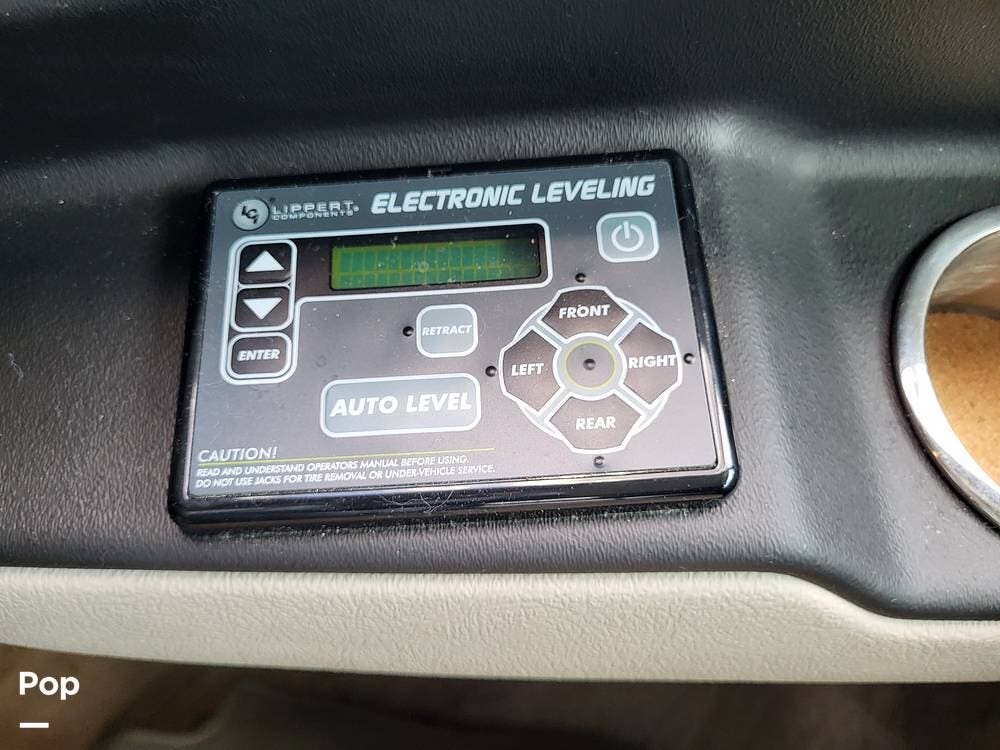 LCI LIPPERT COMPONENTS® ELECTRONIC LEVELING
ENTER
RETRACT
AUTO LEVEL
FRONT
LEFT
RIGHT
REAR
CAUTION!
READ AND UNDERSTAND OPERATORS MANUAL BEFORE USING.
DO NOT USE JACKS FOR TIRE REMOVAL OR UNDER-VEHICLE SERVICE.
Pop